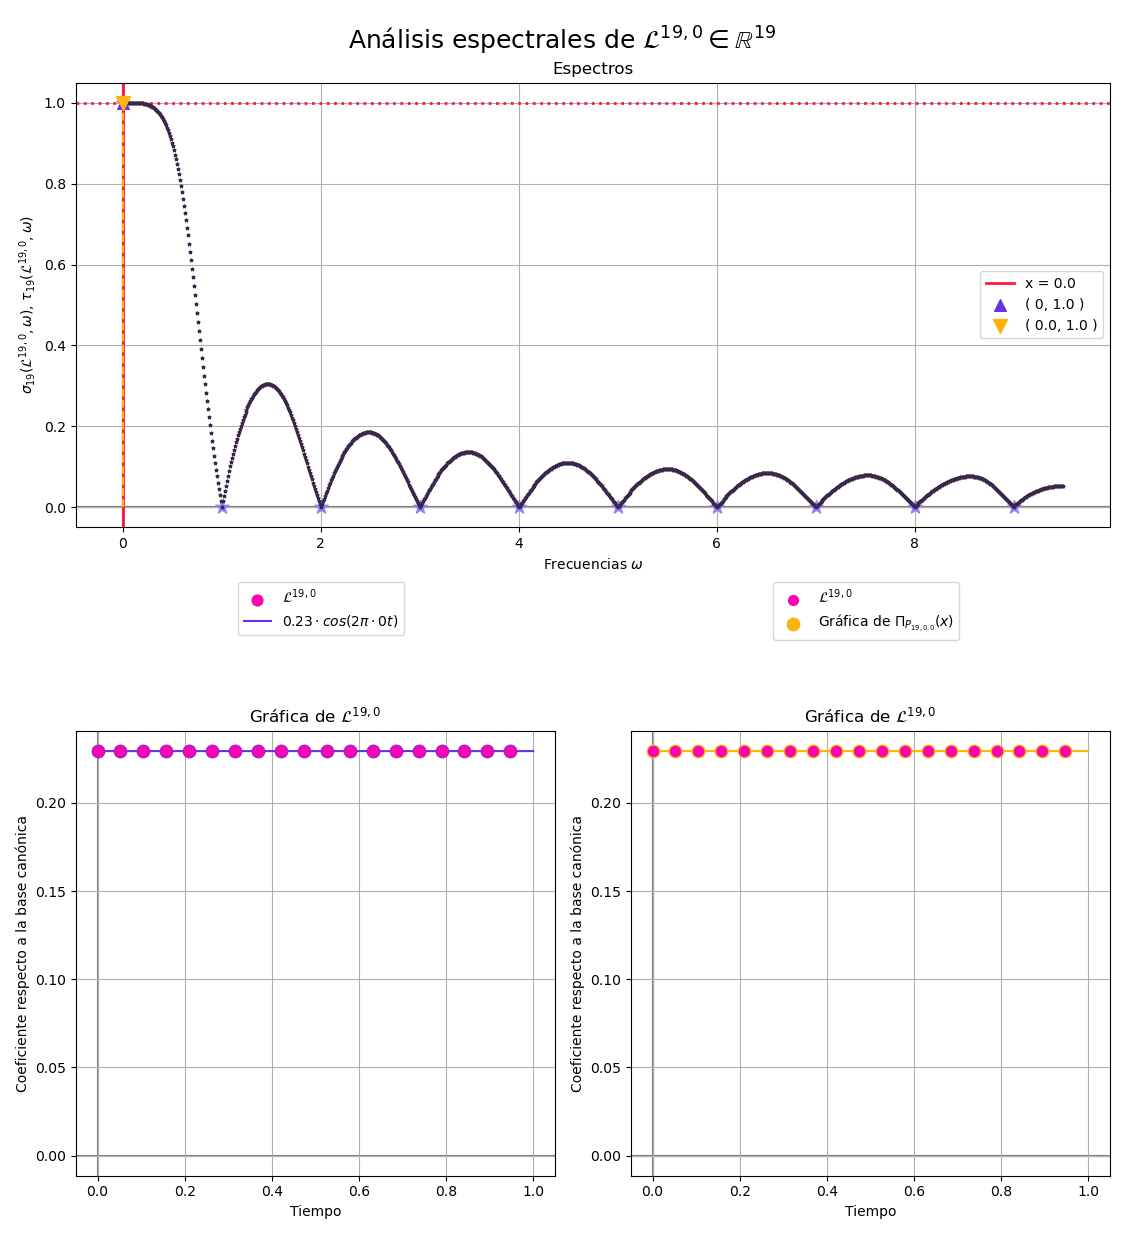 Análisis espectrales de 𝓛^{19,0} ∈ ℝ^{19}
Espectros
σ_{19}(𝓛^{19,0}, ω), τ_{19}(𝓛^{19,0}, ω)
1.0
0.8
0.6
0.4
0.2
0.0
x = 0.0
( 0, 1.0 )
( 0.0, 1.0 )
0 2 4 6 8
Frecuencias ω
𝓛^{19,0}
0.23 · cos(2π · 0t)
𝓛^{19,0}
Gráfica de Π_{P_{19,0.0}}(x)
Gráfica de 𝓛^{19,0}
Coeficiente respecto a la base canónica
0.20
0.15
0.10
0.05
0.00
0.0 0.2 0.4 0.6 0.8 1.0
Tiempo
Gráfica de 𝓛^{19,0}
Coeficiente respecto a la base canónica
0.20
0.15
0.10
0.05
0.00
0.0 0.2 0.4 0.6 0.8 1.0
Tiempo